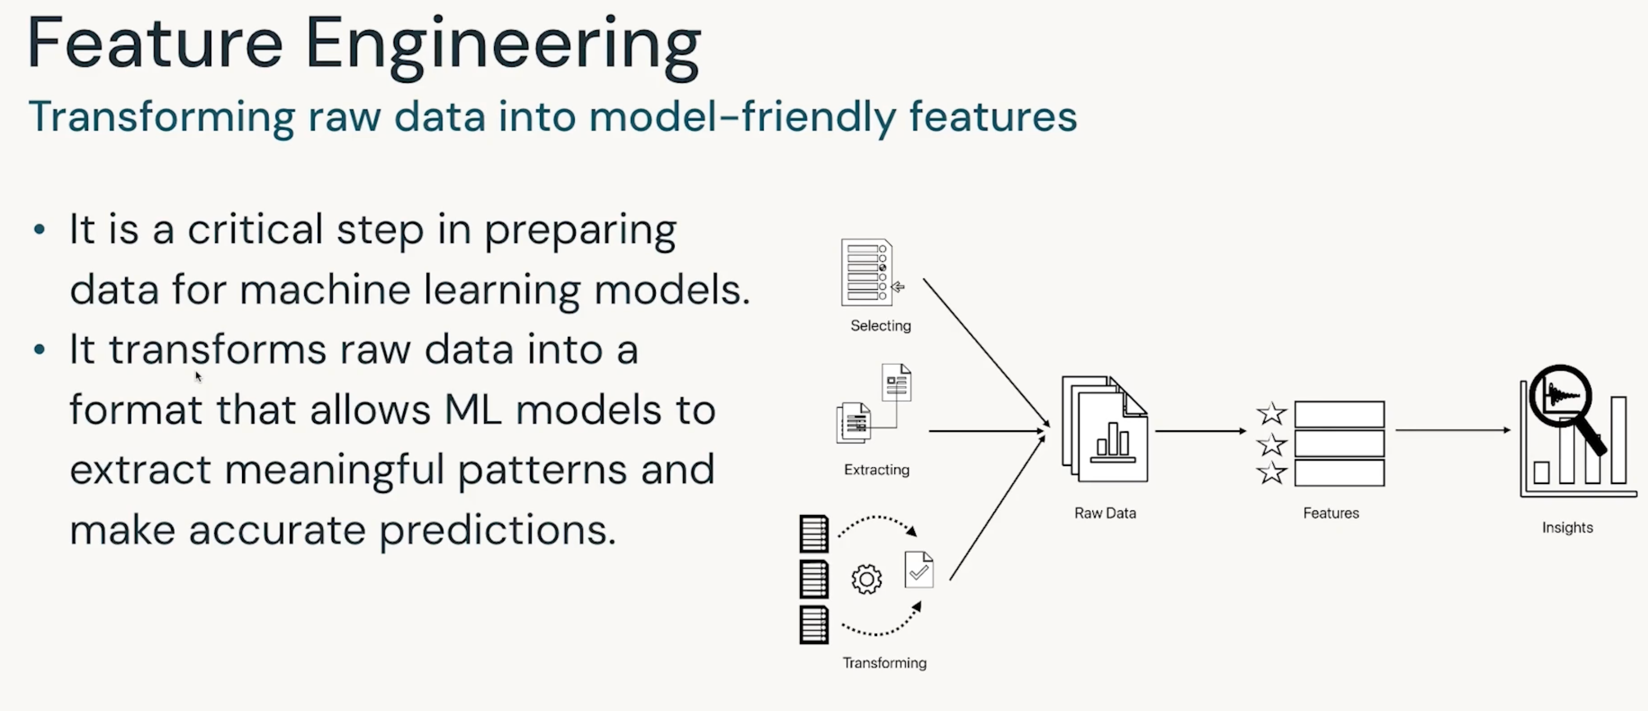 Feature Engineering
Transforming raw data into model-friendly features
• It is a critical step in preparing
data for machine learning models.
• It transforms raw data into a
format that allows ML models to
extract meaningful patterns and
make accurate predictions.
Selecting
Extracting
Transforming
Raw Data
Features
Insights